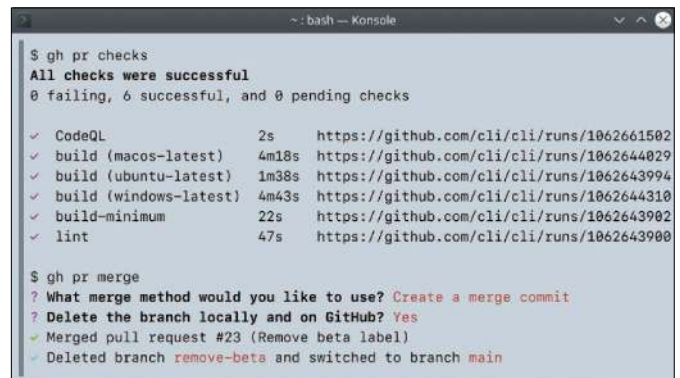 ~ : bash — Konsole
$ gh pr checks
All checks were successful
0 failing, 6 successful, and 0 pending checks
✓ CodeQL 2s https://github.com/cli/cli/runs/1062661502
✓ build (macos-latest) 4m18s https://github.com/cli/cli/runs/1062644029
✓ build (ubuntu-latest) 1m38s https://github.com/cli/cli/runs/1062643994
✓ build (windows-latest) 4m43s https://github.com/cli/cli/runs/1062644310
✓ build-minimum 22s https://github.com/cli/cli/runs/1062643902
✓ lint 47s https://github.com/cli/cli/runs/1062643900
$ gh pr merge
? What merge method would you like to use? Create a merge commit
? Delete the branch locally and on GitHub? Yes
✓ Merged pull request #23 (Remove beta label)
✓ Deleted branch remove-beta and switched to branch main